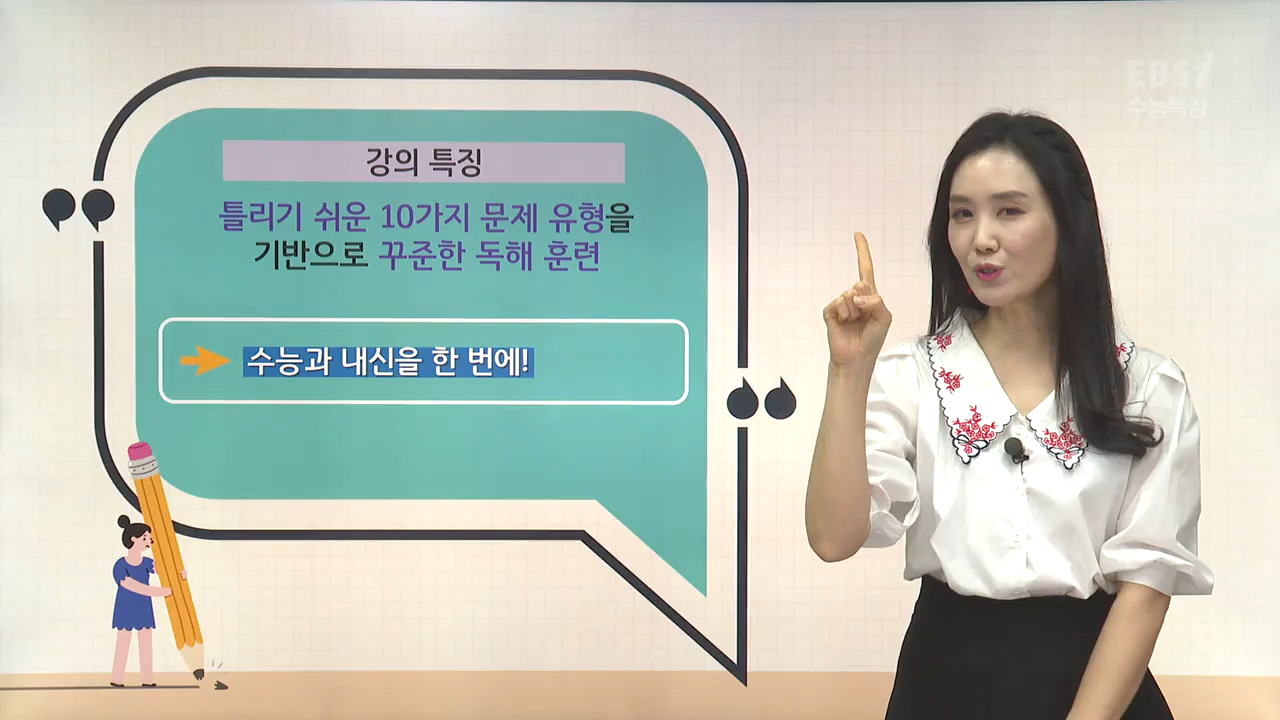 EBSi
수능특강
강의 특징
틀리기 쉬운 10가지 문제 유형을
기반으로 꾸준한 독해 훈련
수능과 내신을 한 번에!